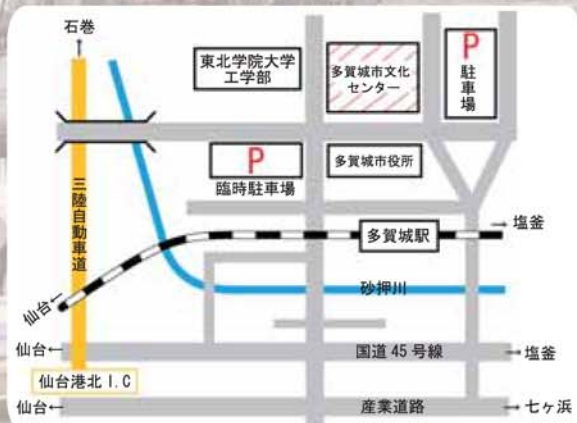 石巻
東北学院大学
工学部
多賀城市文化
センター
P
駐車場
P
臨時駐車場
多賀城市役所
三陸自動車道
多賀城駅
→塩釜
仙台←
砂押川
仙台←
国道45号線
→塩釜
仙台港北I.C
仙台←
産業道路
→七ヶ浜